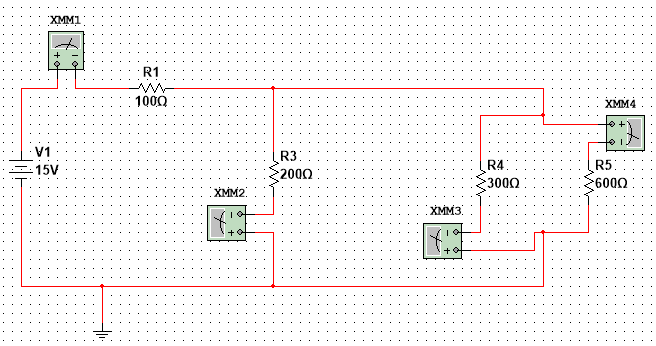 XMM1
R1
100Ω
XMM4
V1
15V
R3
200Ω
R4
300Ω
R5
600Ω
XMM2
XMM3